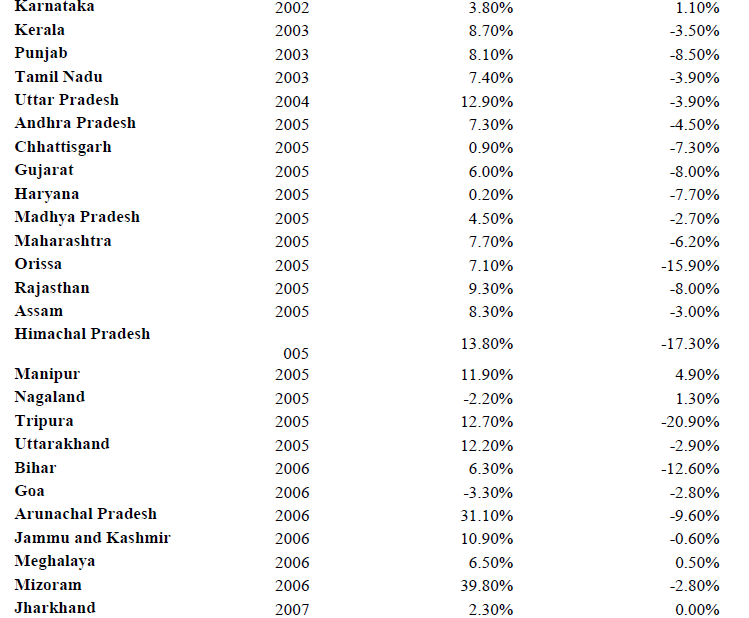 Karnataka 2002 3.80% 1.10%
Kerala 2003 8.70% -3.50%
Punjab 2003 8.10% -8.50%
Tamil Nadu 2003 7.40% -3.90%
Uttar Pradesh 2004 12.90% -3.90%
Andhra Pradesh 2005 7.30% -4.50%
Chhattisgarh 2005 0.90% -7.30%
Gujarat 2005 6.00% -8.00%
Haryana 2005 0.20% -7.70%
Madhya Pradesh 2005 4.50% -2.70%
Maharashtra 2005 7.70% -6.20%
Orissa 2005 7.10% -15.90%
Rajasthan 2005 9.30% -8.00%
Assam 2005 8.30% -3.00%
Himachal Pradesh 005 13.80% -17.30%
Manipur 2005 11.90% 4.90%
Nagaland 2005 -2.20% 1.30%
Tripura 2005 12.70% -20.90%
Uttarakhand 2005 12.20% -2.90%
Bihar 2006 6.30% -12.60%
Goa 2006 -3.30% -2.80%
Arunachal Pradesh 2006 31.10% -9.60%
Jammu and Kashmir 2006 10.90% -0.60%
Meghalaya 2006 6.50% 0.50%
Mizoram 2006 39.80% -2.80%
Jharkhand 2007 2.30% 0.00%